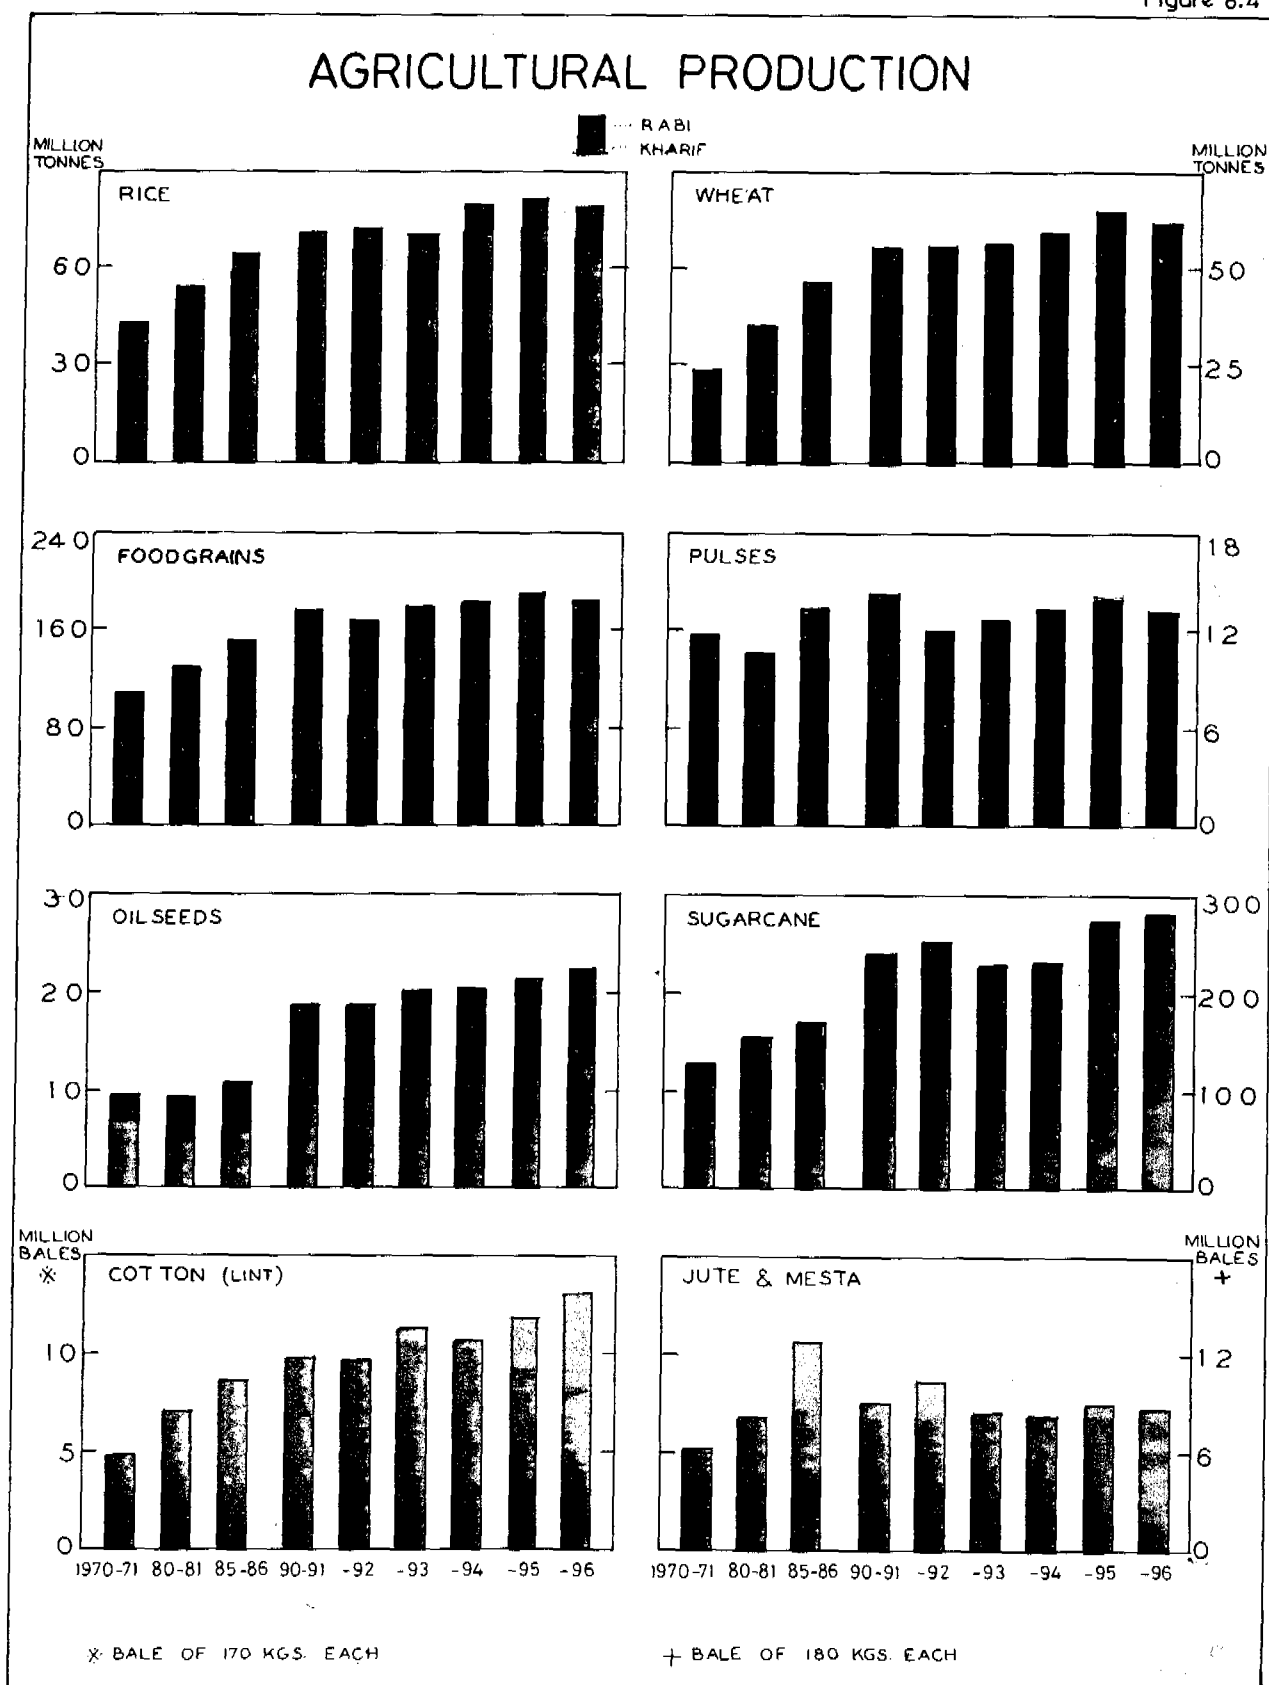 Figure 6.4
AGRICULTURAL PRODUCTION
RABI
KHARIF
MILLION
TONNES
MILLION
TONNES
RICE
60
30
0
WHEAT
50
25
0
FOODGRAINS
240
160
80
0
PULSES
18
12
6
0
OILSEEDS
30
20
10
0
SUGARCANE
300
200
100
0
MILLION
BALES
※
COTTON (LINT)
10
5
0
1970-71 80-81 85-86 90-91 -92 -93 -94 -95 -96
MILLION
BALES
+
JUTE & MESTA
12
6
0
1970-71 80-81 85-86 90-91 -92 -93 -94 -95 -96
※ BALE OF 170 KGS. EACH
+ BALE OF 180 KGS. EACH